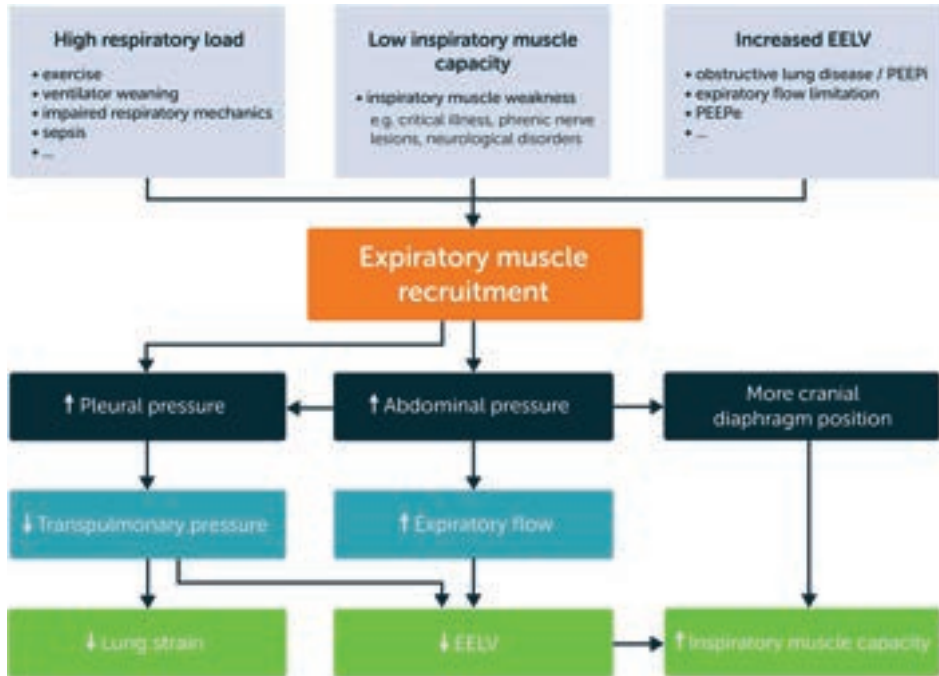 High respiratory load
• exercise
• ventilator weaning
• impaired respiratory mechanics
• sepsis
• ...
Low inspiratory muscle
capacity
• inspiratory muscle weakness
e.g. critical illness, phrenic nerve
lesions, neurological disorders
Increased EELV
• obstructive lung disease / PEEPi
• expiratory flow limitation
• PEEPe
• ...
Expiratory muscle
recruitment
↑ Pleural pressure
↑ Abdominal pressure
More cranial
diaphragm position
↓ Transpulmonary pressure
↑ Expiratory flow
↓ Lung strain
↓ EELV
↑ Inspiratory muscle capacity